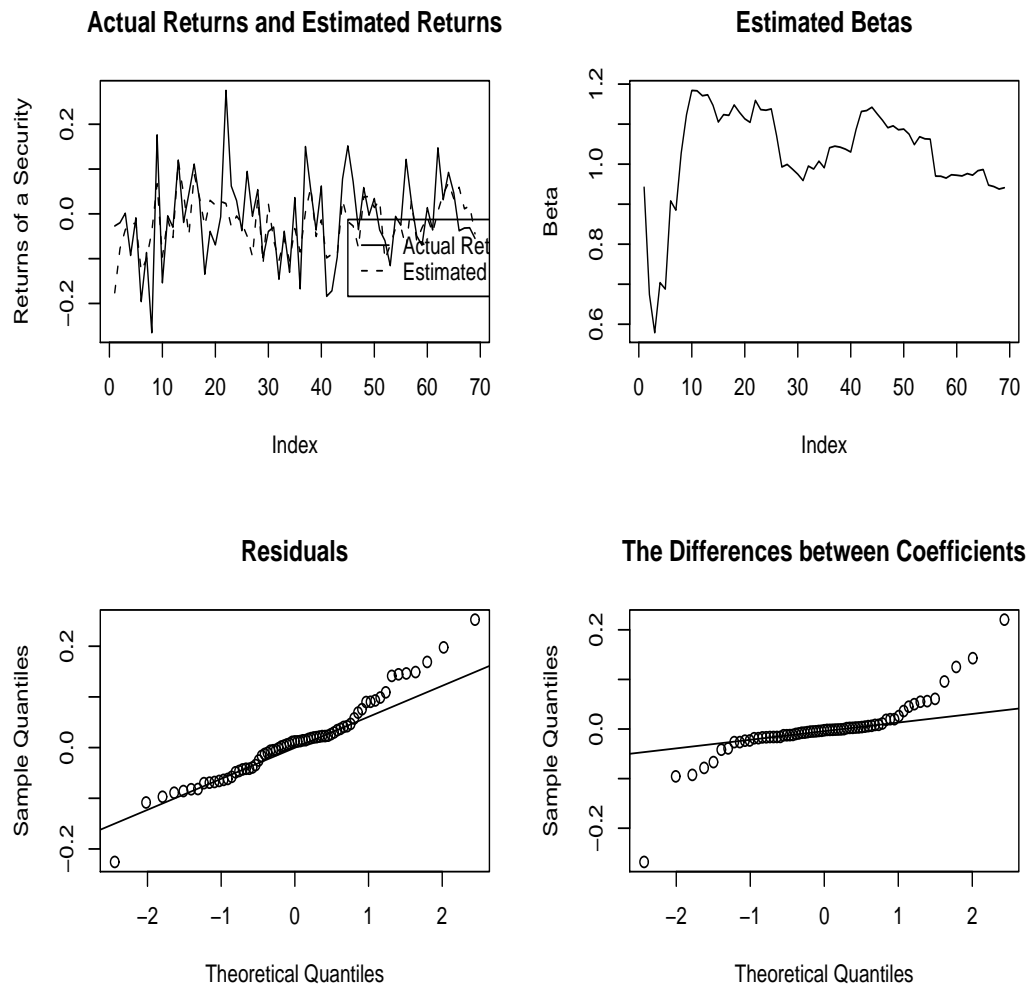 Actual Returns and Estimated Returns
Returns of a Security
0.2
0.0
−0.2
Actual Ret
Estimated
0 10 20 30 40 50 60 70
Index
Estimated Betas
Beta
1.2
1.0
0.8
0.6
0 10 20 30 40 50 60 70
Index
Residuals
Sample Quantiles
0.2
0.0
−0.2
−2 −1 0 1 2
Theoretical Quantiles
The Differences between Coefficients
Sample Quantiles
0.2
0.0
−0.2
−2 −1 0 1 2
Theoretical Quantiles